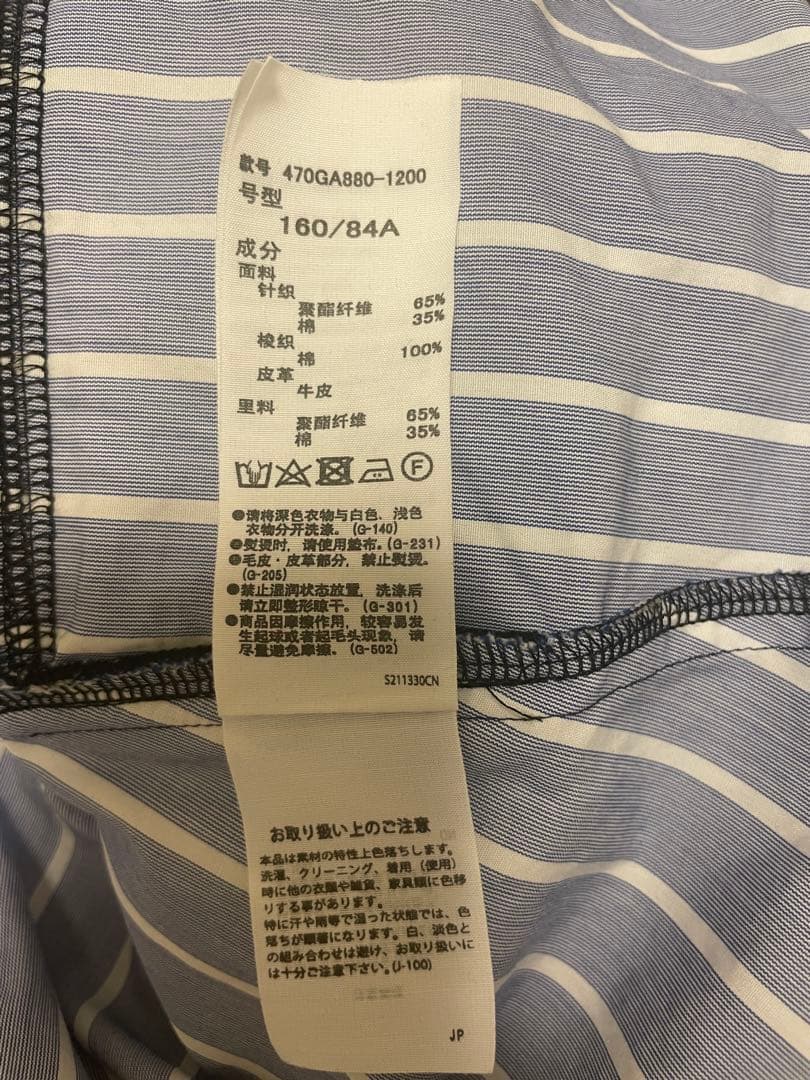 款号 470GA880-1200
号型
160/84A
成分
面料
针织
聚酯纤维 65%
棉 35%
梭织
棉 100%
皮革
牛皮
里料
聚酯纤维 65%
棉 35%
F
●请将深色衣物与白色、浅色
衣物分开洗涤。(G-140)
●熨烫时，请使用垫布。(G-231)
●毛皮・皮革部分，禁止熨烫。
(G-205)
●禁止湿润状态放置，洗涤后
请立即整形晾干。(G-301)
●商品因摩擦作用，较容易发
生起球或者起毛头现象，请
尽量避免摩擦。(G-502)
S211330CN
お取り扱い上のご注意
本品は素材の特性上色落ちします。
洗濯、クリーニング、着用(使用)
時に他の衣服や雑貨、家具類に色移
りする事があります。
特に汗や雨等で湿った状態では、色
落ちが顕著になります。白、淡色と
の組み合わせは避け、お取り扱いに
は十分ご注意下さい。(J-100)
JP